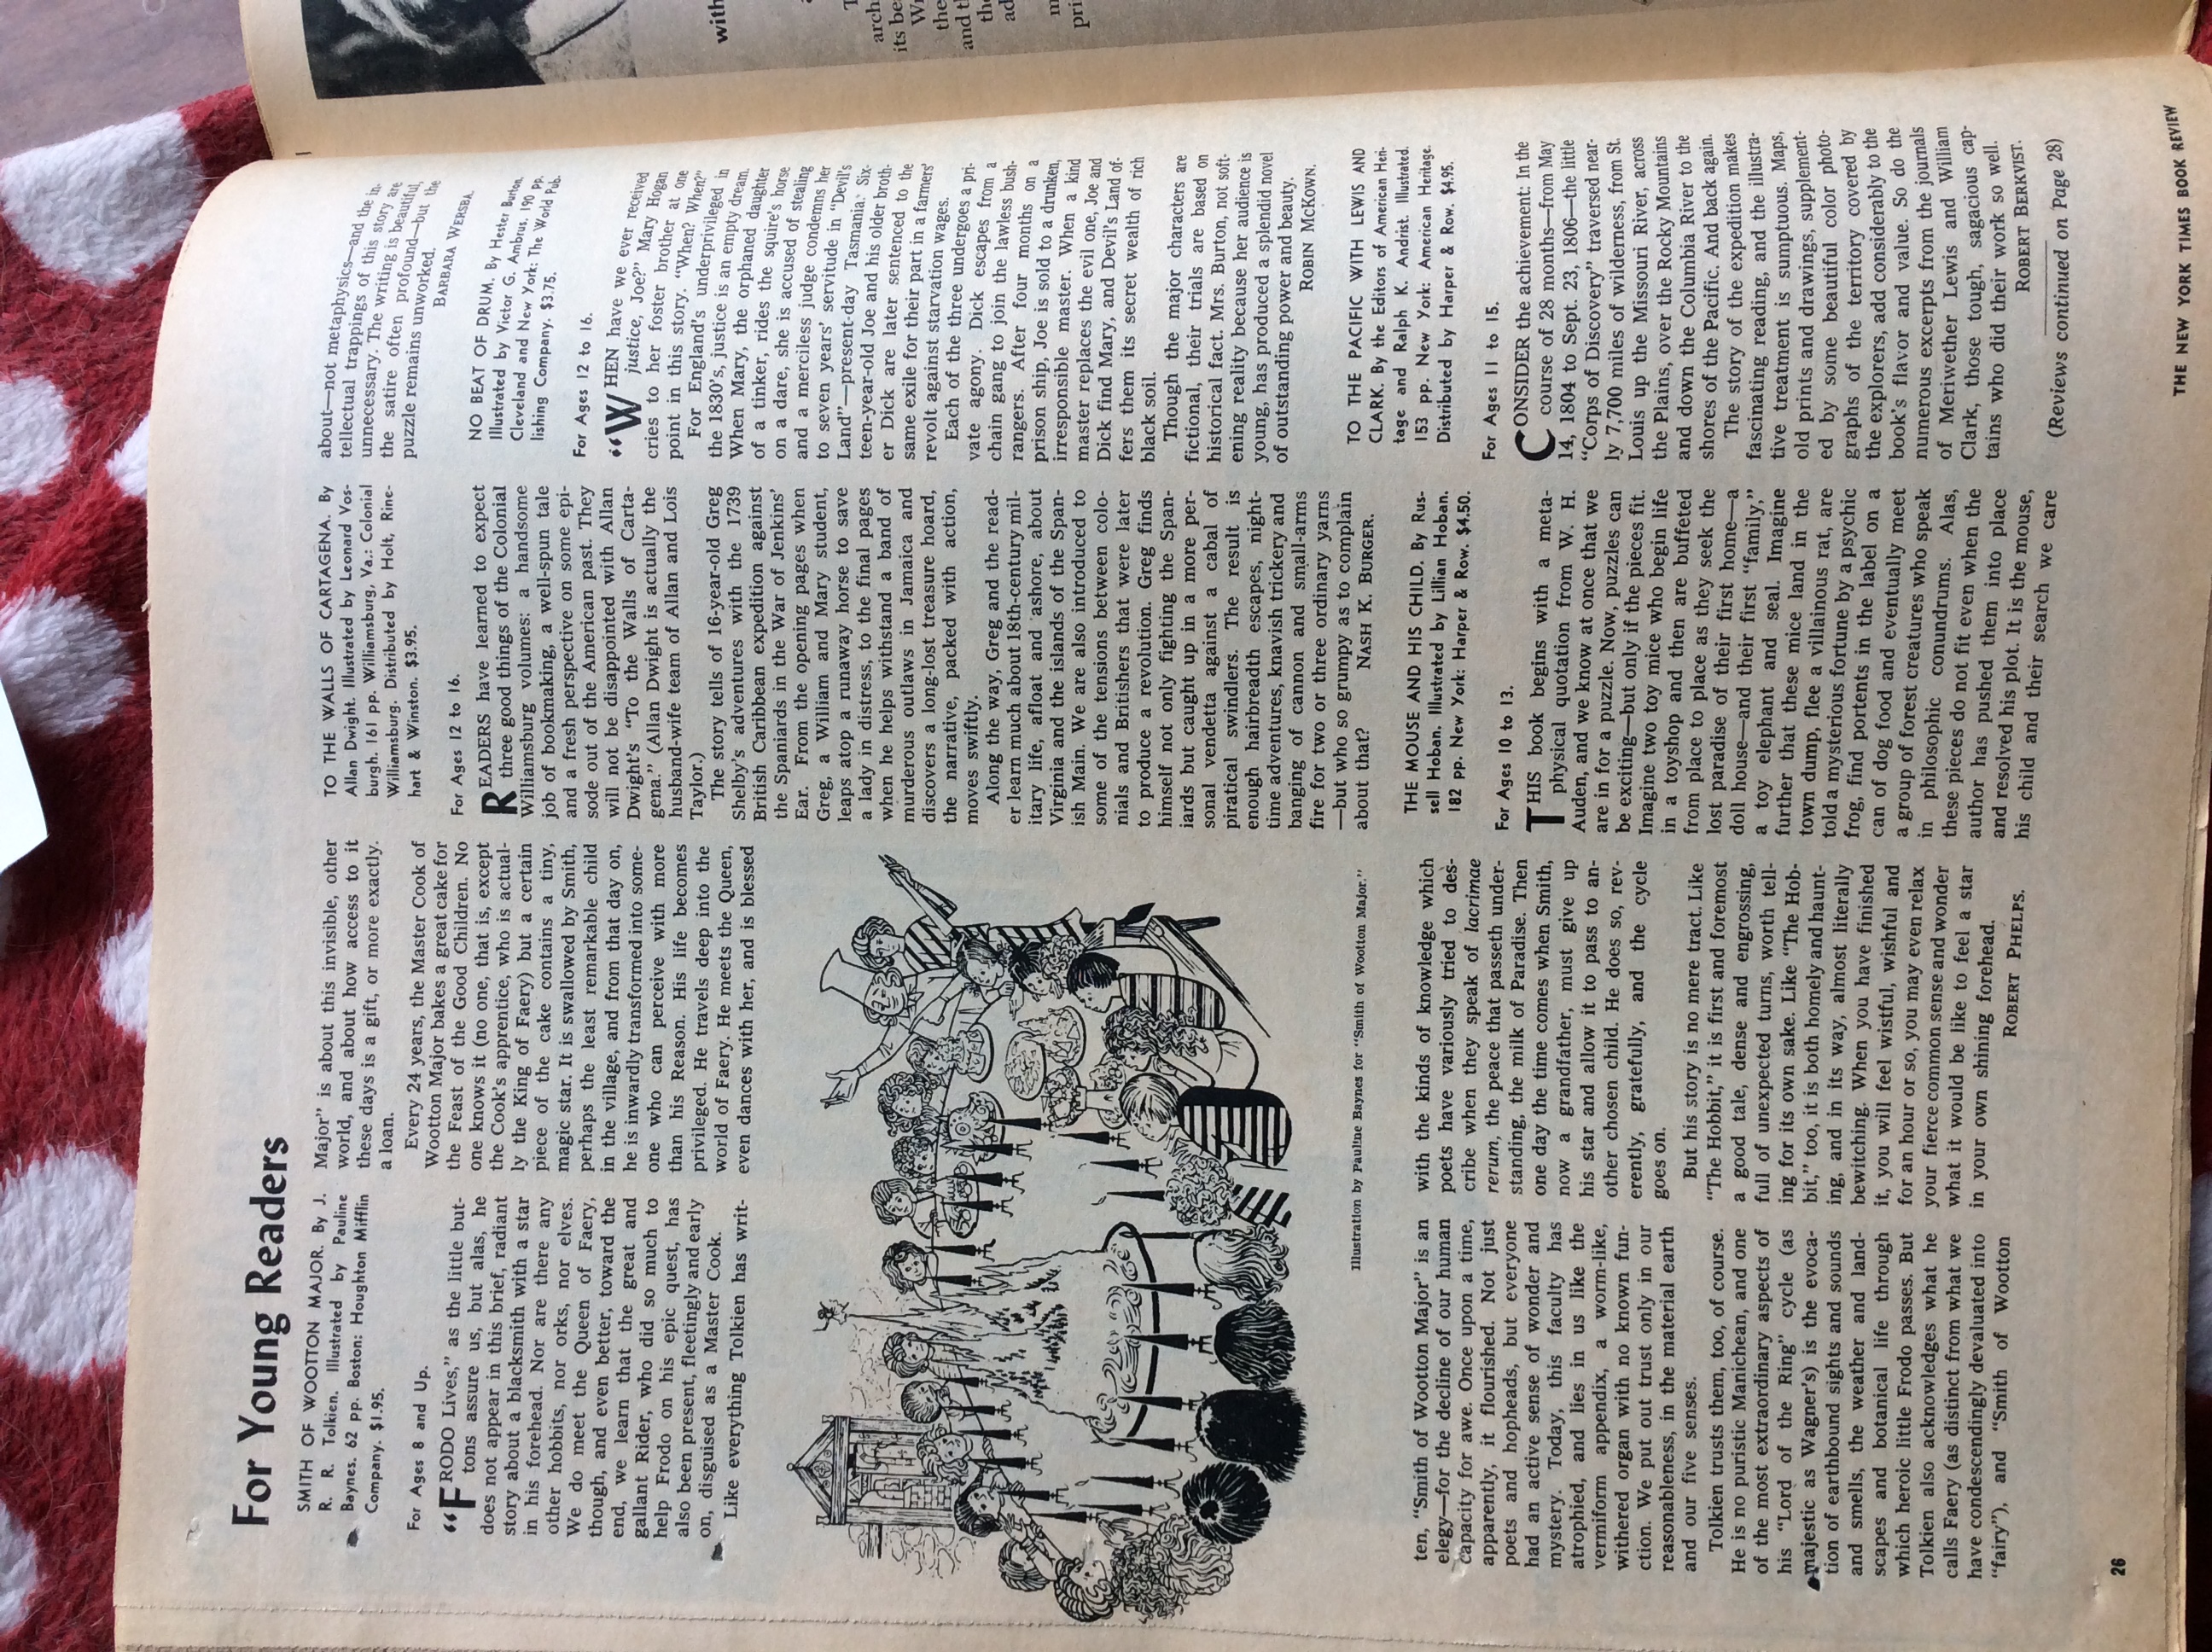 For Young Readers
SMITH OF WOOTTON MAJOR. By J.
R. R. Tolkien. Illustrated by Pauline
Baynes. 62 pp. Boston: Houghton Mifflin
Company. $1.95.
For Ages 8 and Up.
“FRODO Lives,” as the little but-
tons assure us, but alas, he
does not appear in this brief, radiant
story about a blacksmith with a star
in his forehead. Nor are there any
other hobbits, nor orks, nor elves.
We do meet the Queen of Faery,
though, and even better, toward the
end, we learn that the great and
gallant Rider, who did so much to
help Frodo on his epic quest, has
also been present, fleetingly and early
on, disguised as a Master Cook.
Like everything Tolkien has writ-
ten, “Smith of Wootton Major” is an
elegy—for the decline of our human
capacity for awe. Once upon a time,
apparently, it flourished. Not just
poets and hopheads, but everyone
had an active sense of wonder and
mystery. Today, this faculty has
atrophied, and lies in us like the
vermiform appendix, a worm-like,
withered organ with no known fun-
ction. We put out trust only in our
reasonableness, in the material earth
and our five senses.
Tolkien trusts them, too, of course.
He is no puristic Manichean, and one
of the most extraordinary aspects of
his “Lord of the Ring” cycle (as
majestic as Wagner’s) is the evoca-
tion of earthbound sights and sounds
and smells, the weather and land-
scapes and botanical life through
which heroic little Frodo passes. But
Tolkien also acknowledges what he
calls Faery (as distinct from what we
have condescendingly devaluated into
“fairy”), and “Smith of Wootton
Major” is about this invisible, other
world, and about how access to it
these days is a gift, or more exactly.
a loan.
Every 24 years, the Master Cook of
Wootton Major bakes a great cake for
the Feast of the Good Children. No
one knows it (no one, that is, except
the Cook’s apprentice, who is actual-
ly the King of Faery) but a certain
piece of the cake contains a tiny,
magic star. It is swallowed by Smith,
perhaps the least remarkable child
in the village, and from that day on,
he is inwardly transformed into some-
one who can perceive with more
than his Reason. His life becomes
privileged. He travels deep into the
world of Faery. He meets the Queen,
even dances with her, and is blessed
Illustration by Pauline Baynes for “Smith of Wootton Major.”
with the kinds of knowledge which
poets have variously tried to des-
cribe when they speak of lacrimae
rerum, the peace that passeth under-
standing, the milk of Paradise. Then
one day the time comes when Smith,
now a grandfather, must give up
his star and allow it to pass to an-
other chosen child. He does so, rev-
erently, gratefully, and the cycle
goes on.
But his story is no mere tract. Like
“The Hobbit,” it is first and foremost
a good tale, dense and engrossing,
full of unexpected turns, worth tell-
ing for its own sake. Like “The Hob-
bit,” too, it is both homely and haunt-
ing, and in its way, almost literally
bewitching. When you have finished
it, you will feel wistful, wishful and
for an hour or so, you may even relax
your fierce common sense and wonder
what it would be like to feel a star
in your own shining forehead.
ROBERT PHELPS.
TO THE WALLS OF CARTAGENA. By
Allan Dwight. Illustrated by Leonard Vos-
burgh. 161 pp. Williamsburg, Va.: Colonial
Williamsburg. Distributed by Holt, Rine-
hart & Winston. $3.95.
For Ages 12 to 16.
READERS have learned to expect
three good things of the Colonial
Williamsburg volumes: a handsome
job of bookmaking, a well-spun tale
and a fresh perspective on some epi-
sode out of the American past. They
will not be disappointed with Allan
Dwight’s “To the Walls of Carta-
gena.” (Allan Dwight is actually the
husband-wife team of Allan and Lois
Taylor.)
The story tells of 16-year-old Greg
Shelby’s adventures with the 1739
British Caribbean expedition against
the Spaniards in the War of Jenkins’
Ear. From the opening pages when
Greg, a William and Mary student,
leaps atop a runaway horse to save
a lady in distress, to the final pages
when he helps withstand a band of
murderous outlaws in Jamaica and
discovers a long-lost treasure hoard,
the narrative, packed with action,
moves swiftly.
Along the way, Greg and the read-
er learn much about 18th-century mil-
itary life, afloat and ashore, about
Virginia and the islands of the Span-
ish Main. We are also introduced to
some of the tensions between colo-
nials and Britishers that were later
to produce a revolution. Greg finds
himself not only fighting the Span-
iards but caught up in a more per-
sonal vendetta against a cabal of
piratical swindlers. The result is
enough hairbreadth escapes, night-
time adventures, knavish trickery and
banging of cannon and small-arms
fire for two or three ordinary yarns
—but who so grumpy as to complain
about that?
NASH K. BURGER.
THE MOUSE AND HIS CHILD. By Rus-
sell Hoban. Illustrated by Lillian Hoban.
182 pp. New York: Harper & Row. $4.50.
For Ages 10 to 13.
THIS book begins with a meta-
physical quotation from W. H.
Auden, and we know at once that we
are in for a puzzle. Now, puzzles can
be exciting—but only if the pieces fit.
Imagine two toy mice who begin life
in a toyshop and then are buffeted
from place to place as they seek the
lost paradise of their first home—a
doll house—and their first “family,”
a toy elephant and seal. Imagine
further that these mice land in the
town dump, flee a villainous rat, are
told a mysterious fortune by a psychic
frog, find portents in the label on a
can of dog food and eventually meet
a group of forest creatures who speak
in philosophic conundrums. Alas,
these pieces do not fit even when the
author has pushed them into place
and resolved his plot. It is the mouse,
his child and their search we care
about—not metaphysics—and the in-
tellectual trappings of this story are
unnecessary. The writing is beautiful,
the satire often profound—but the
puzzle remains unworked.
BARBARA WERSBA.
NO BEAT OF DRUM. By Hester Burton.
Illustrated by Victor G. Ambrus. 190 pp.
Cleveland and New York: The World Pub-
lishing Company. $3.75.
For Ages 12 to 16.
“WHEN have we ever received
justice, Joe?” Mary Hogan
cries to her foster brother at one
point in this story. “When? When?”
For England’s underprivileged in
the 1830’s, justice is an empty dream.
When Mary, the orphaned daughter
of a tinker, rides the squire’s horse
on a dare, she is accused of stealing
and a merciless judge condemns her
to seven years’ servitude in “Devil’s
Land”—present-day Tasmania. Six-
teen-year-old Joe and his older broth-
er Dick are later sentenced to the
same exile for their part in a farmers’
revolt against starvation wages.
Each of the three undergoes a pri-
vate agony. Dick escapes from a
chain gang to join the lawless bush-
rangers. After four months on a
prison ship, Joe is sold to a drunken,
irresponsible master. When a kind
master replaces the evil one, Joe and
Dick find Mary, and Devil’s Land of-
fers them its secret wealth of rich
black soil.
Though the major characters are
fictional, their trials are based on
historical fact. Mrs. Burton, not soft-
ening reality because her audience is
young, has produced a splendid novel
of outstanding power and beauty.
ROBIN MCKOWN.
TO THE PACIFIC WITH LEWIS AND
CLARK. By the Editors of American Heri-
tage and Ralph K. Andrist. Illustrated.
153 pp. New York: American Heritage.
Distributed by Harper & Row. $4.95.
For Ages 11 to 15.
CONSIDER the achievement: In the
course of 28 months—from May
14, 1804 to Sept. 23, 1806—the little
“Corps of Discovery” traversed near-
ly 7,700 miles of wilderness, from St.
Louis up the Missouri River, across
the Plains, over the Rocky Mountains
and down the Columbia River to the
shores of the Pacific. And back again.
The story of the expedition makes
fascinating reading, and the illustra-
tive treatment is sumptuous. Maps,
old prints and drawings, supplement-
ed by some beautiful color photo-
graphs of the territory covered by
the explorers, add considerably to the
book’s flavor and value. So do the
numerous excerpts from the journals
of Meriwether Lewis and William
Clark, those tough, sagacious cap-
tains who did their work so well.
ROBERT BERKVIST.
(Reviews continued on Page 28)
26
THE NEW YORK TIMES BOOK REVIEW
with
arch
its be
the
and t